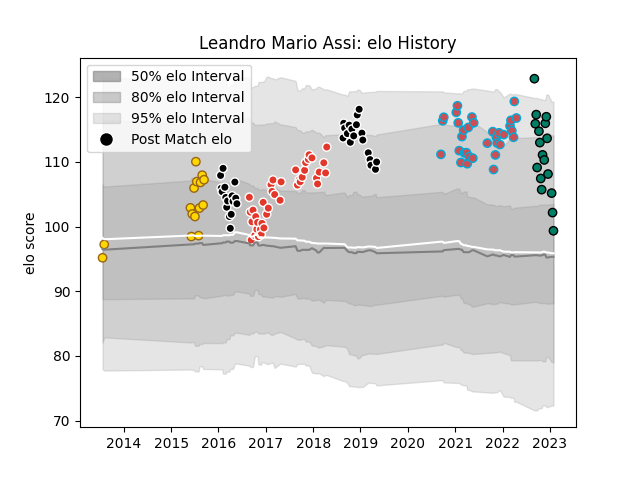 Leandro Mario Assi: elo History
50% elo Interval
80% elo Interval
95% elo Interval
Post Match elo
elo score
120
110
100
90
80
70
2014 2015 2016 2017 2018 2019 2020 2021 2022 2023